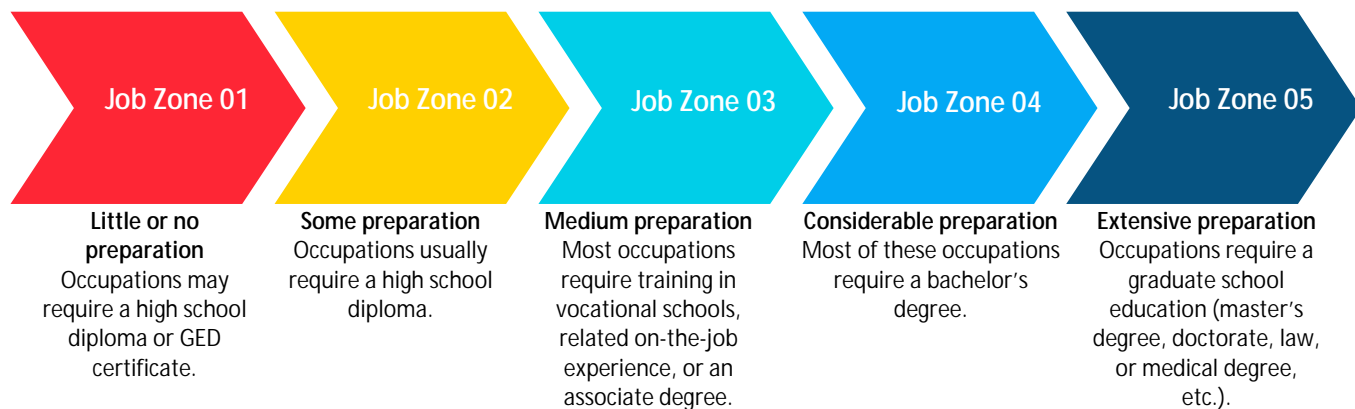 Job Zone 01
Little or no
preparation
Occupations may
require a high school
diploma or GED
certificate.
Job Zone 02
Some preparation
Occupations usually
require a high school
diploma.
Job Zone 03
Medium preparation
Most occupations
require training in
vocational schools,
related on-the-job
experience, or an
associate degree.
Job Zone 04
Considerable preparation
Most of these occupations
require a bachelor’s
degree.
Job Zone 05
Extensive preparation
Occupations require a
graduate school
education (master’s
degree, doctorate, law,
or medical degree,
etc.).